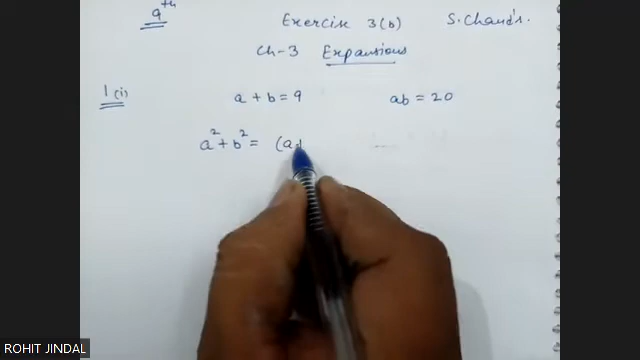 9th Exercise 3(b) S.Chand's.
Ch-3 Expansions
1(i) a + b = 9 ab = 20
a² + b² = (a
ROHIT JINDAL